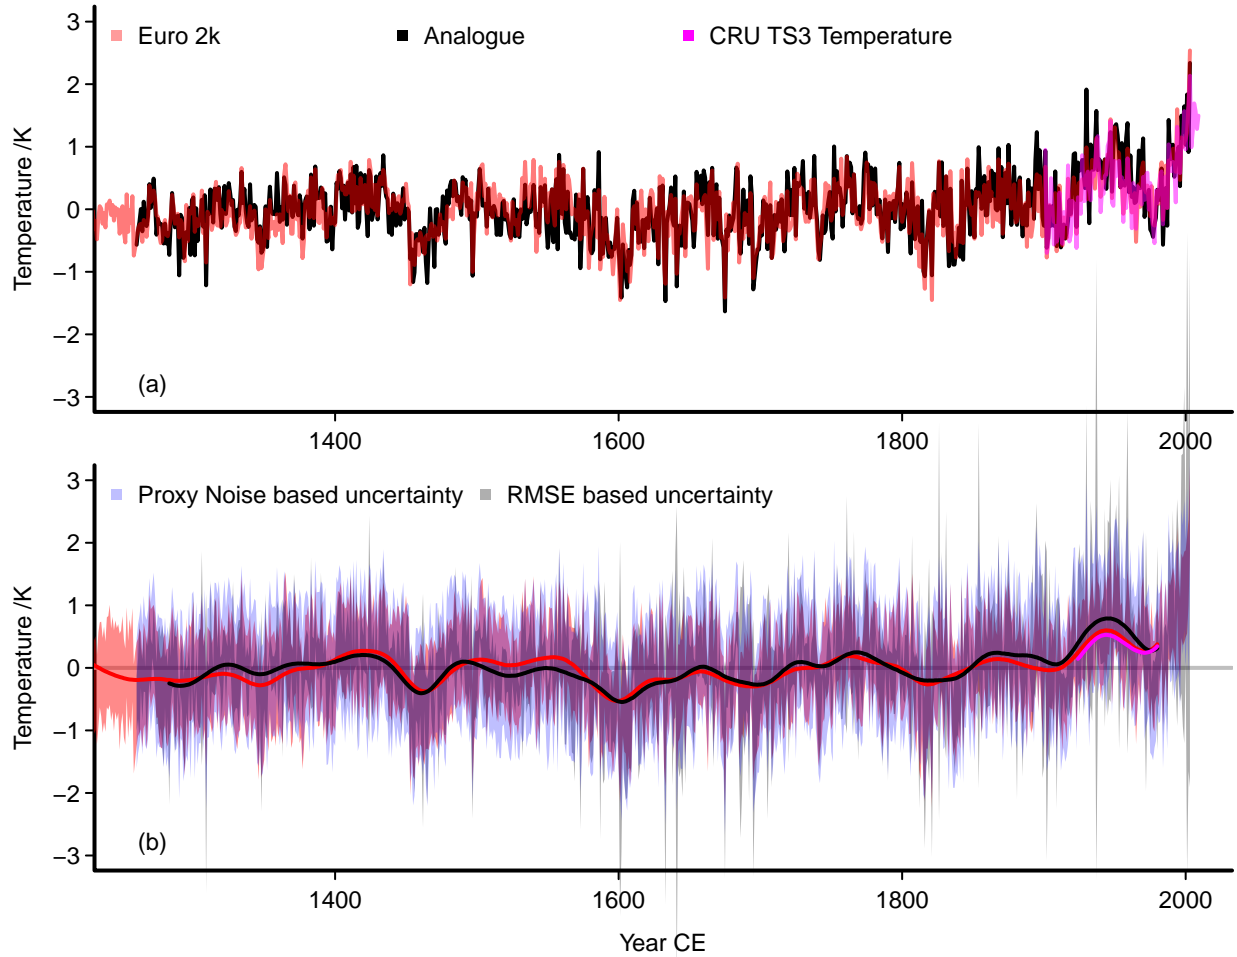 3
Euro 2k
Analogue
CRU TS3 Temperature
2
1
0
−1
−2
−3
Temperature /K
(a)
1400
1600
1800
2000
3
Proxy Noise based uncertainty
RMSE based uncertainty
2
1
0
−1
−2
−3
Temperature /K
(b)
1400
1600
1800
2000
Year CE